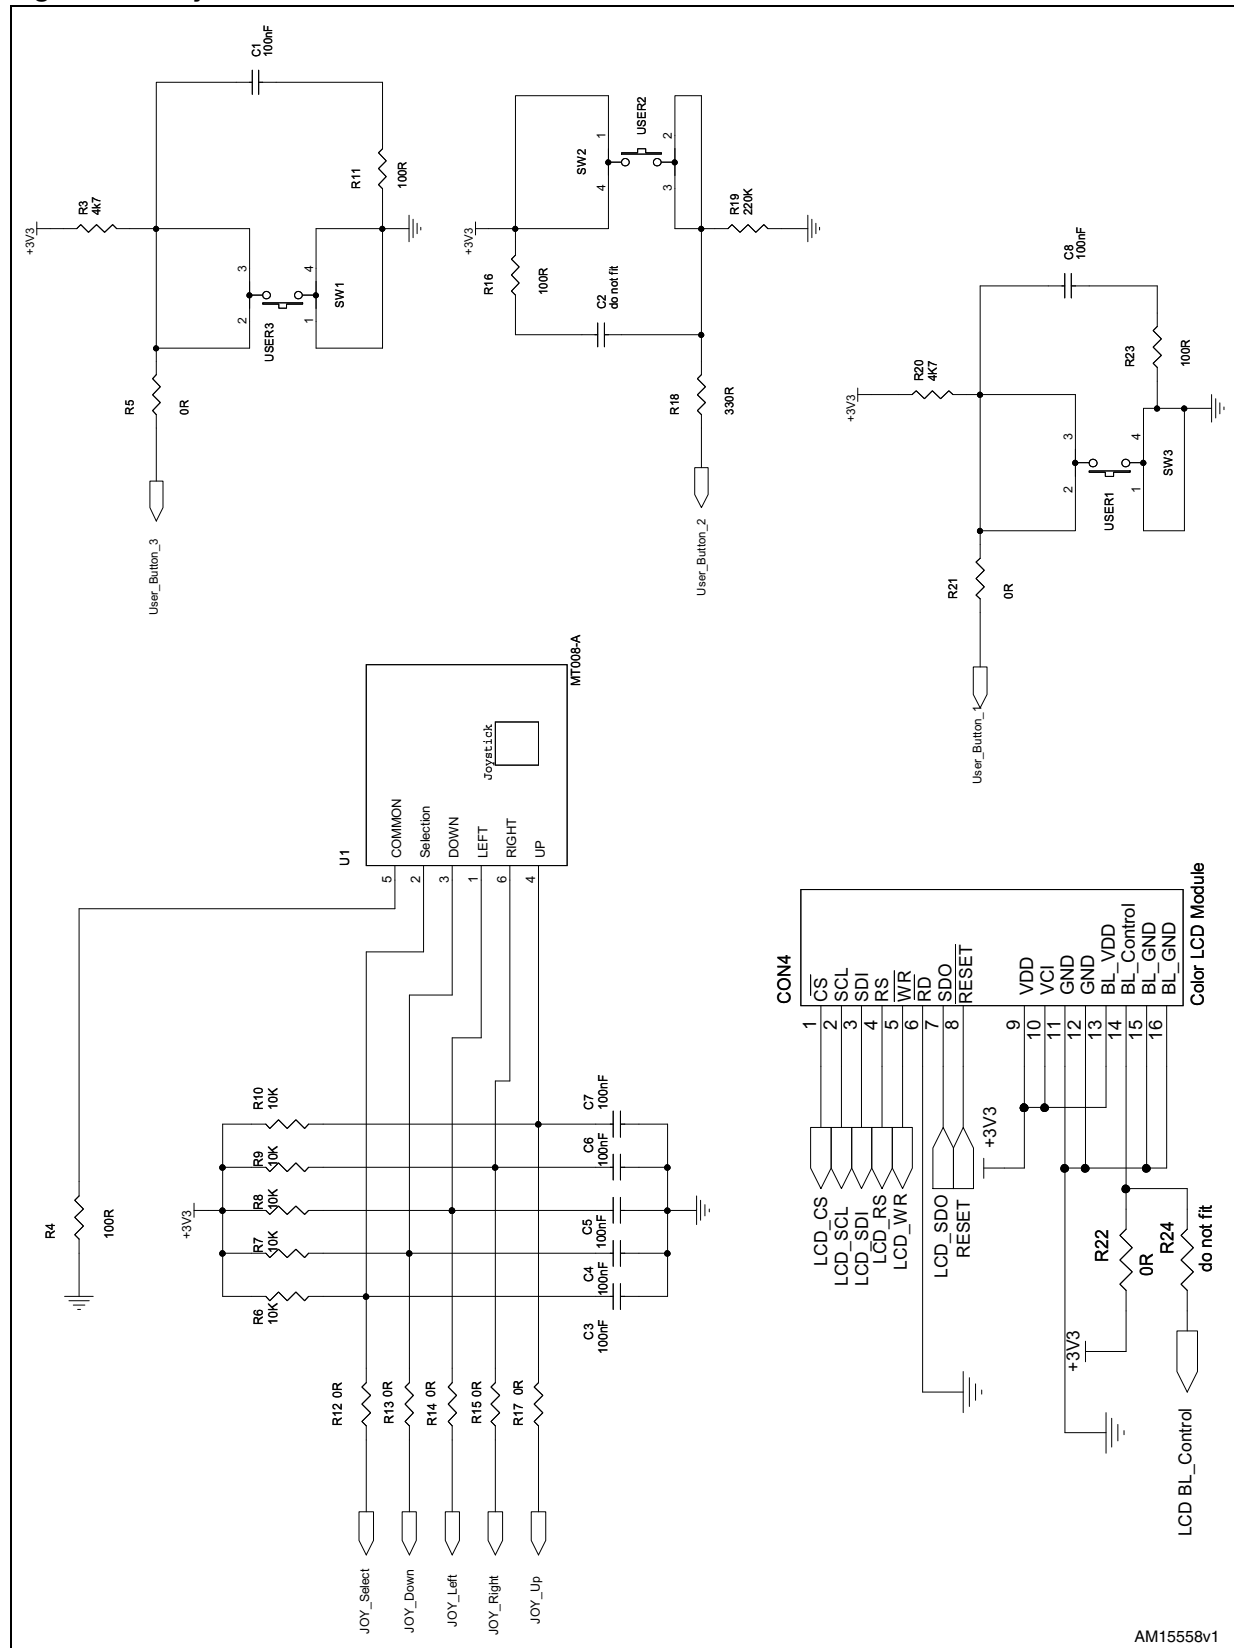 C1
100nF
R11
100R
R3
4k7
+3V3
3
4
2
1
USER3
SW1
R5
0R
User_Button_3
USER2
SW2
1
2
4
3
+3V3
R19
220K
R16
100R
C2
do not fit
R18
330R
User_Button_2
C8
100nF
R23
100R
R20
4K7
+3V3
3
4
2
1
USER1
SW3
R21
0R
User_Button_1
MT008-A
Joystick
U1
COMMON
Selection
DOWN
LEFT
RIGHT
UP
5
2
3
1
6
4
R4
100R
+3V3
R10
10K
R9
10K
R8
10K
R7
10K
R6
10K
C7
100nF
C6
100nF
C5
100nF
C4
100nF
C3
100nF
R12 0R
R13 0R
R14 0R
R15 0R
R17 0R
JOY_Select
JOY_Down
JOY_Left
JOY_Right
JOY_Up
CON4
Color LCD Module
CS
SCL
SDI
RS
WR
RD
SDO
RESET
VDD
VCI
GND
GND
BL_VDD
BL_Control
BL_GND
BL_GND
1
2
3
4
5
6
7
8
9
10
11
12
13
14
15
16
LCD_CS
LCD_SCL
LCD_SDI
LCD_RS
LCD_WR
LCD_SDO
RESET
+3V3
R22
0R
R24
do not fit
+3V3
LCD BL_Control
AM15558v1